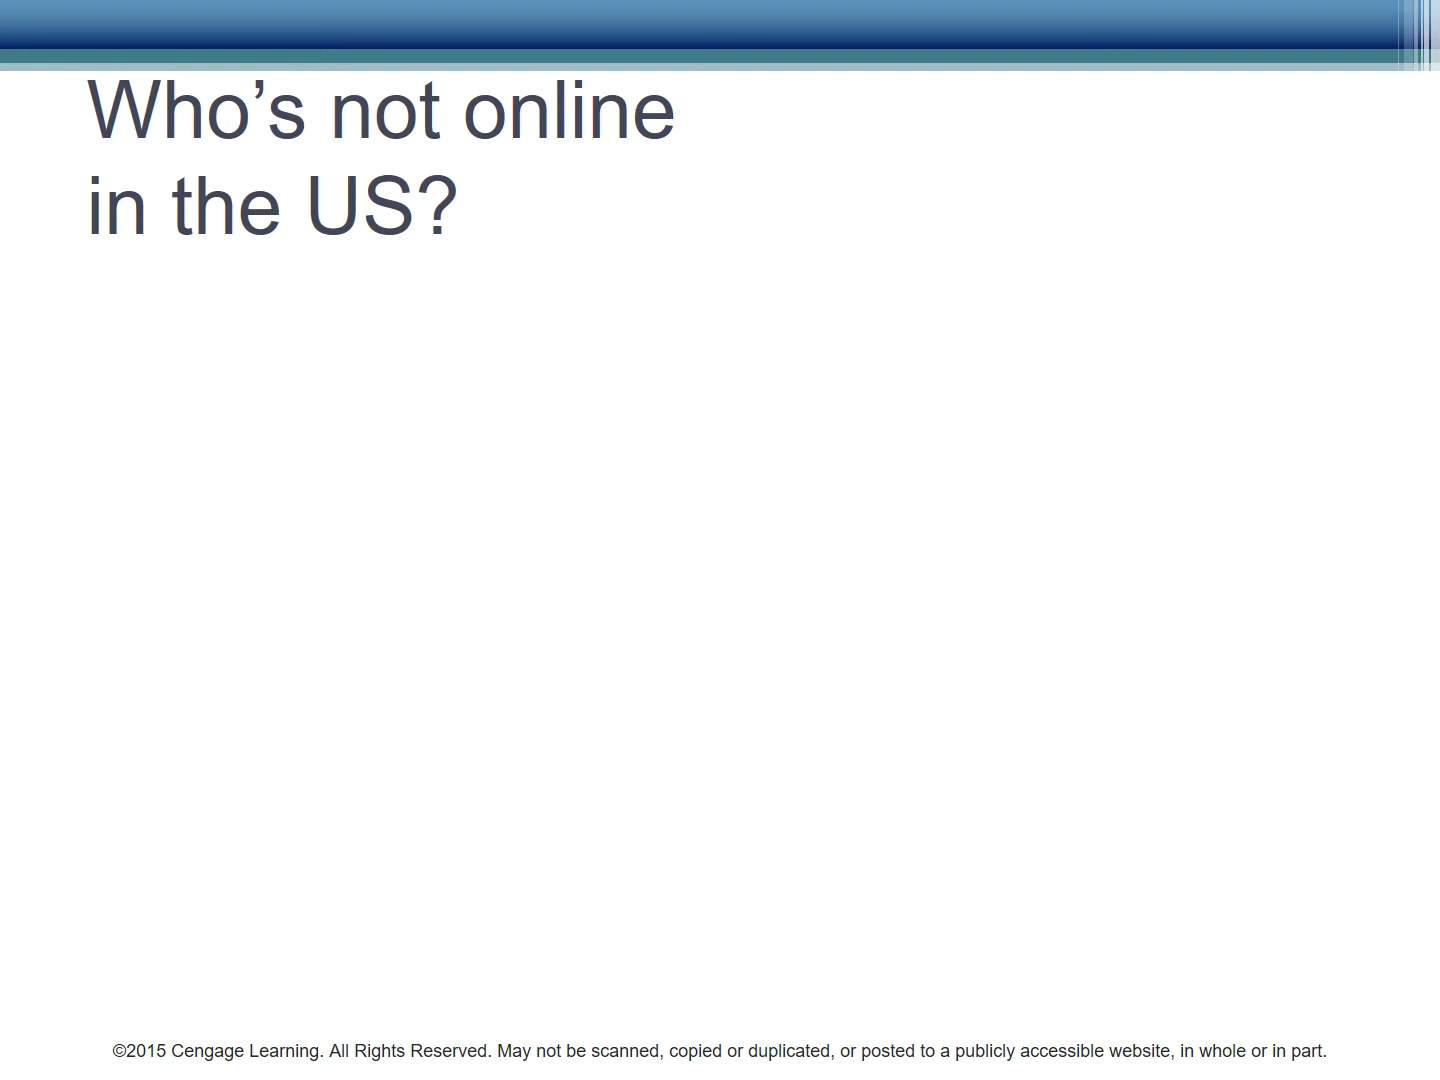 Who’s not online
in the US?
©2015 Cengage Learning. All Rights Reserved. May not be scanned, copied or duplicated, or posted to a publicly accessible website, in whole or in part.